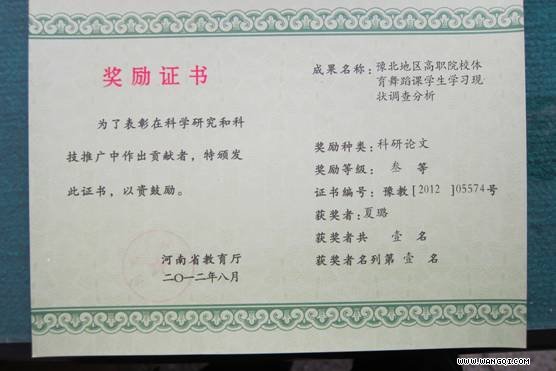 奖励证书
为了表彰在科学研究和科
技推广中作出贡献者，特颁发
此证书，以资鼓励。
河南省教育厅
二〇一二年八月
成果名称：豫北地区高职院校体
育舞蹈课学生学习现
状调查分析
奖励种类：科研论文
奖励等级： 叁 等
证书编号：豫教[2012 ]05574号
获奖者：夏璐
获奖者共 壹 名
获奖者名列第壹 名
www.wangqi.com